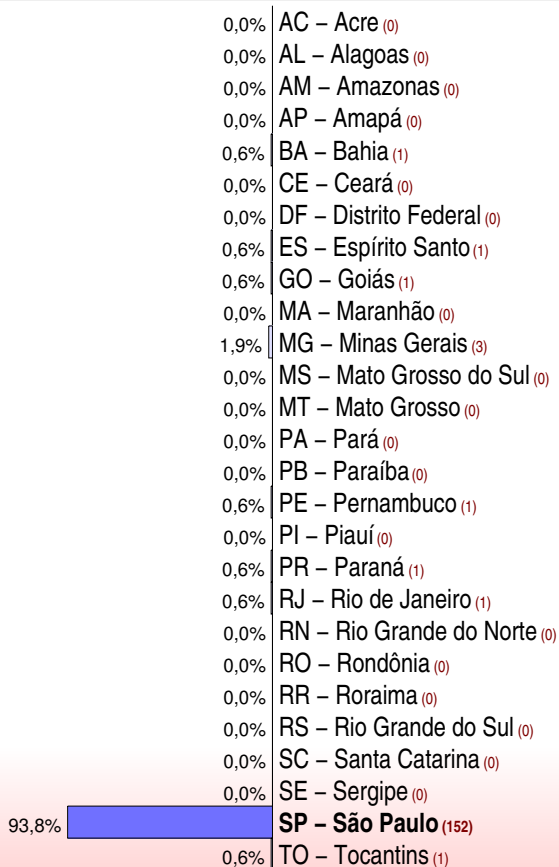 0,0% AC – Acre (0)
0,0% AL – Alagoas (0)
0,0% AM – Amazonas (0)
0,0% AP – Amapá (0)
0,6% BA – Bahia (1)
0,0% CE – Ceará (0)
0,0% DF – Distrito Federal (0)
0,6% ES – Espírito Santo (1)
0,6% GO – Goiás (1)
0,0% MA – Maranhão (0)
1,9% MG – Minas Gerais (3)
0,0% MS – Mato Grosso do Sul (0)
0,0% MT – Mato Grosso (0)
0,0% PA – Pará (0)
0,0% PB – Paraíba (0)
0,6% PE – Pernambuco (1)
0,0% PI – Piauí (0)
0,6% PR – Paraná (1)
0,6% RJ – Rio de Janeiro (1)
0,0% RN – Rio Grande do Norte (0)
0,0% RO – Rondônia (0)
0,0% RR – Roraima (0)
0,0% RS – Rio Grande do Sul (0)
0,0% SC – Santa Catarina (0)
0,0% SE – Sergipe (0)
93,8% SP – São Paulo (152)
0,6% TO – Tocantins (1)